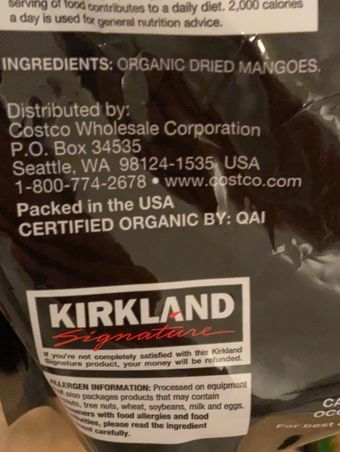 serving of food contributes to a daily diet. 2,000 calories
a day is used for general nutrition advice.
INGREDIENTS: ORGANIC DRIED MANGOES.
Distributed by:
Costco Wholesale Corporation
P.O. Box 34535
Seattle, WA 98124-1535 USA
1-800-774-2678 • www.costco.com
Packed in the USA
CERTIFIED ORGANIC BY: QAI
KIRKLAND
Signature
If you're not completely satisfied with this Kirkland
Signature product, your money will be refunded.
ALLERGEN INFORMATION: Processed on equipment
also packages products that may contain
tree nuts, wheat, soybeans, milk and eggs.
with food allergies and food
please read the ingredient
carefully.
For best